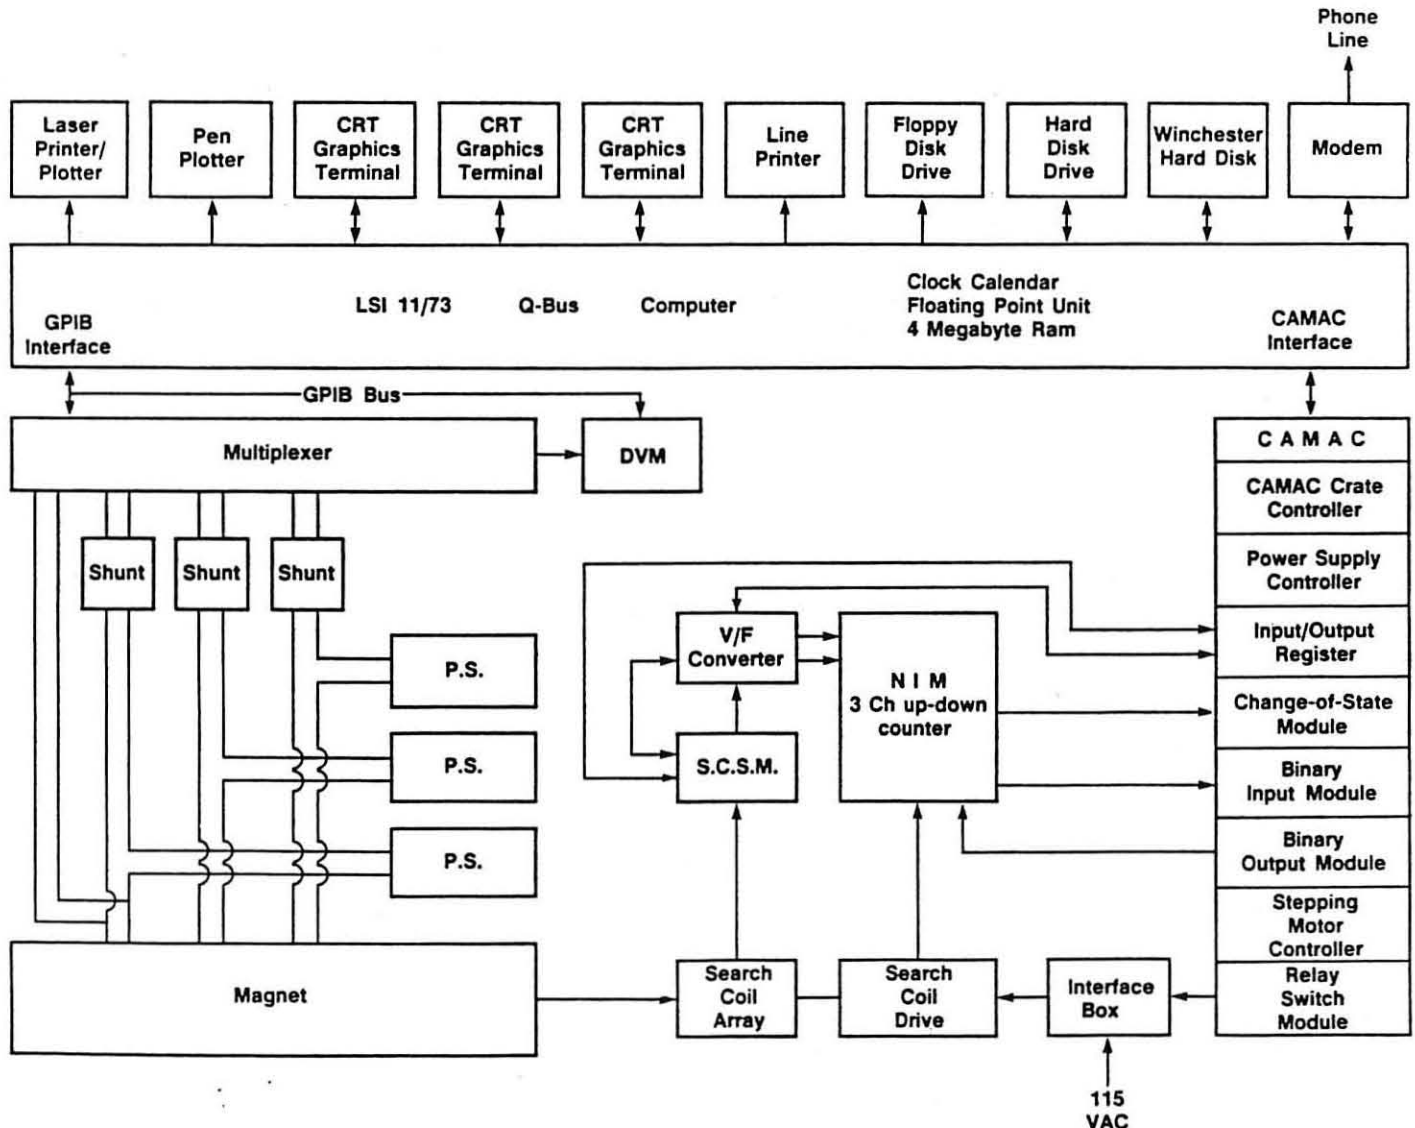 Phone
Line
Laser
Printer/
Plotter
Pen
Plotter
CRT
Graphics
Terminal
CRT
Graphics
Terminal
CRT
Graphics
Terminal
Line
Printer
Floppy
Disk
Drive
Hard
Disk
Drive
Winchester
Hard Disk
Modem
GPIB
Interface
LSI 11/73 Q-Bus Computer
Clock Calendar
Floating Point Unit
4 Megabyte Ram
CAMAC
Interface
GPIB Bus
Multiplexer
DVM
C A M A C
CAMAC Crate
Controller
Power Supply
Controller
Input/Output
Register
Change-of-State
Module
Binary
Input Module
Binary
Output Module
Stepping
Motor
Controller
Relay
Switch
Module
Shunt
Shunt
Shunt
P.S.
P.S.
P.S.
V/F
Converter
S.C.S.M.
N I M
3 Ch up-down
counter
Magnet
Search
Coil
Array
Search
Coil
Drive
Interface
Box
115
VAC